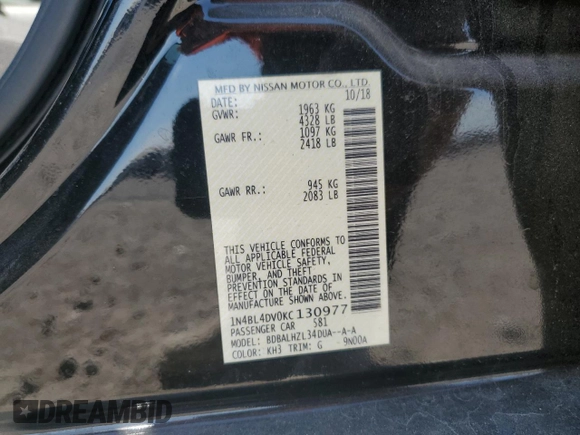 MFD BY NISSAN MOTOR CO., LTD.
DATE: 10/18
GVWR: 1963 KG
4328 LB
GAWR FR.: 1097 KG
2418 LB
GAWR RR.: 945 KG
2083 LB
THIS VEHICLE CONFORMS TO
ALL APPLICABLE FEDERAL
MOTOR VEHICLE SAFETY,
BUMPER, AND THEFT
PREVENTION STANDARDS IN
EFFECT ON THE DATE OF
MANUFACTURE SHOWN ABOVE.
1N4BL4DV0KC130977
PASSENGER CAR S81
MODEL: BDBALHZL34DUA--A-A
COLOR: KH3 TRIM: G 9N00A
DREAMBID